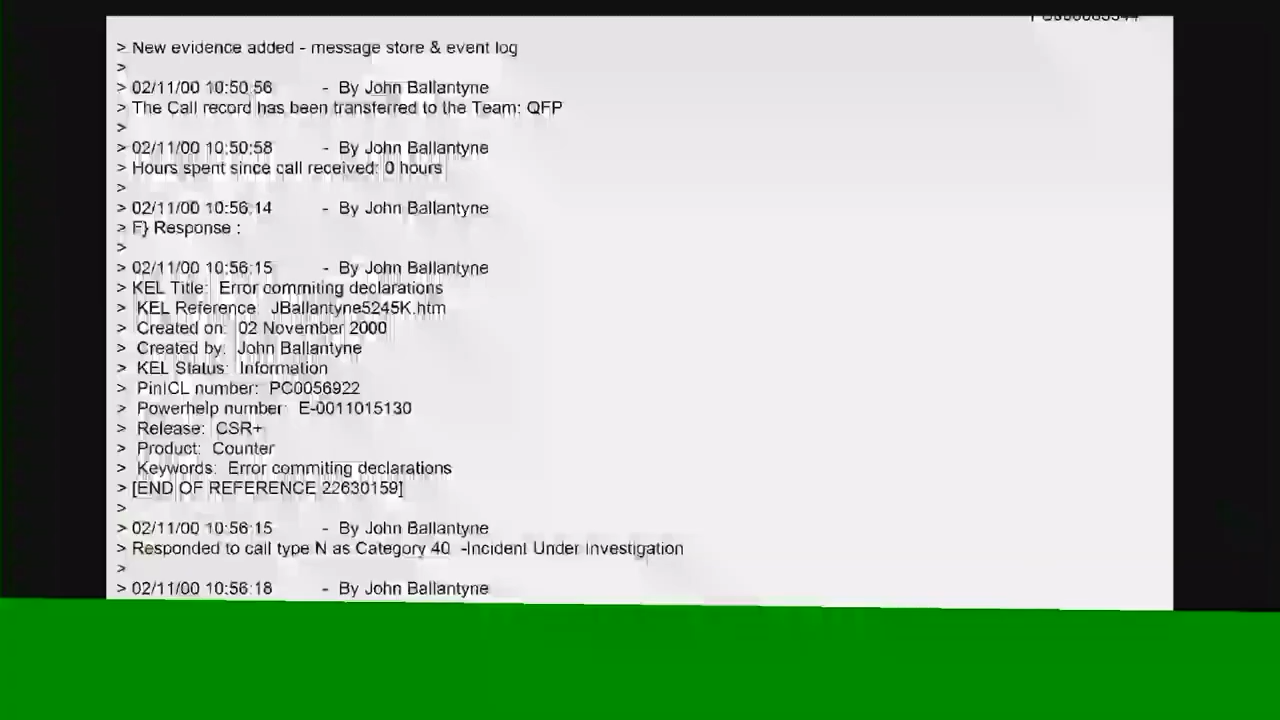 > New evidence added - message store & event log
>
> 02/11/00 10:50:56 - By John Ballantyne
> The Call record has been transferred to the Team: QFP
>
> 02/11/00 10:50:58 - By John Ballantyne
> Hours spent since call received: 0 hours
>
> 02/11/00 10:56:14 - By John Ballantyne
> F} Response :
>
> 02/11/00 10:56:15 - By John Ballantyne
> KEL Title: Error commiting declarations
> KEL Reference: JBallantyne5245K.htm
> Created on: 02 November 2000
> Created by: John Ballantyne
> KEL Status: Information
> PinICL number: PC0056922
> Powerhelp number: E-0011015130
> Release: CSR+
> Product: Counter
> Keywords: Error commiting declarations
> [END OF REFERENCE 22630159]
>
> 02/11/00 10:56:15 - By John Ballantyne
> Responded to call type N as Category 40 -Incident Under Investigation
>
> 02/11/00 10:56:18 - By John Ballantyne